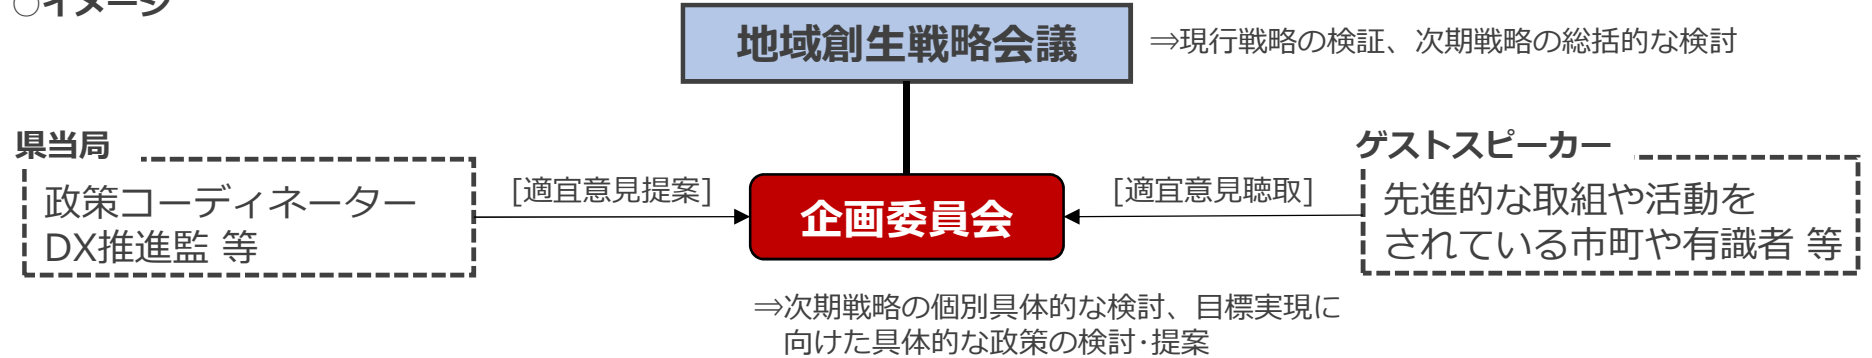 ○イメージ
地域創生戦略会議
⇒現行戦略の検証、次期戦略の総括的な検討
県当局
政策コーディネーター
DX推進監 等
[適宜意見提案]
企画委員会
[適宜意見聴取]
ゲストスピーカー
先進的な取組や活動を
されている市町や有識者 等
⇒次期戦略の個別具体的な検討、目標実現に
向けた具体的な政策の検討･提案